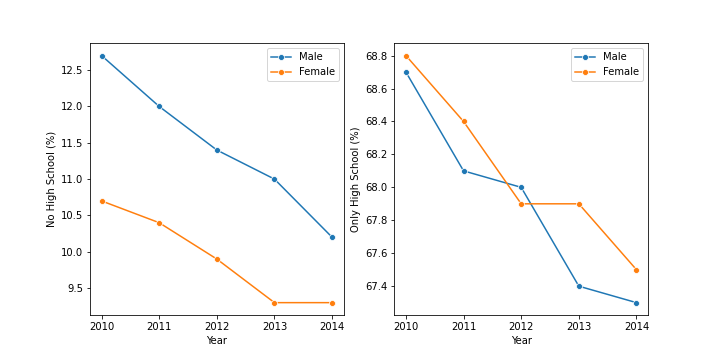 No High School (%)
12.5
12.0
11.5
11.0
10.5
10.0
9.5
2010 2011 2012 2013 2014
Year
Male
Female
Only High School (%)
68.8
68.6
68.4
68.2
68.0
67.8
67.6
67.4
2010 2011 2012 2013 2014
Year
Male
Female